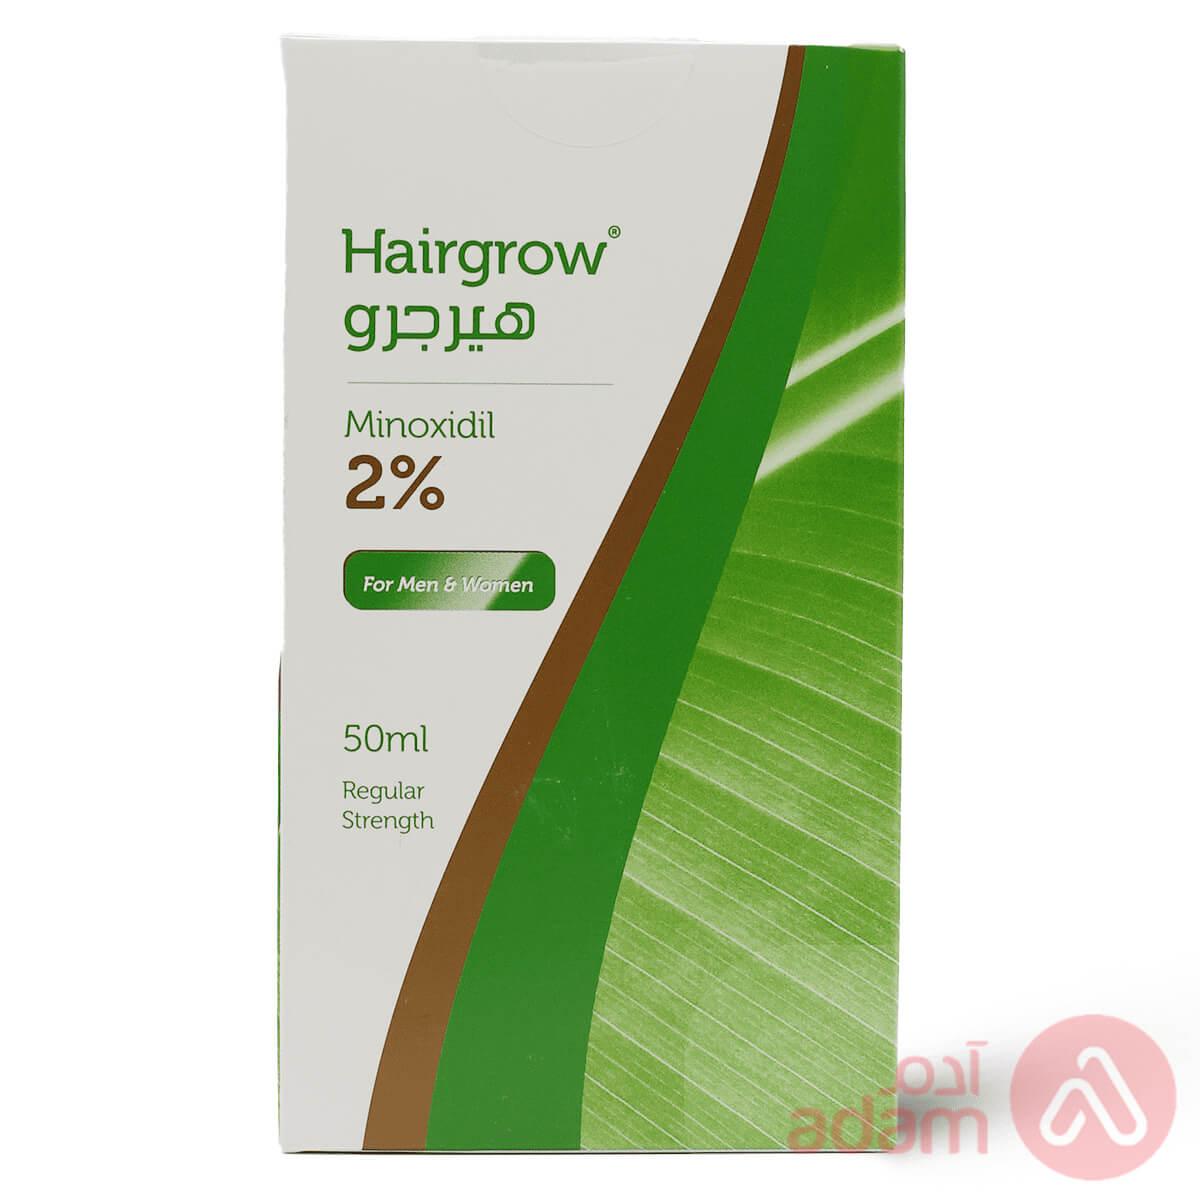 Hairgrow®
هيرجرو
Minoxidil
2%
For Men & Women
50ml
Regular
Strength
آدم
adam